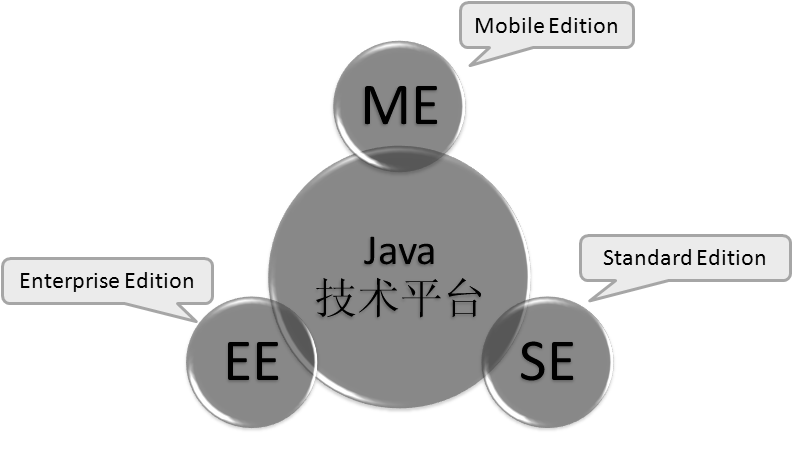 Mobile Edition
ME
Java
技术平台
Standard Edition
Enterprise Edition
EE
SE